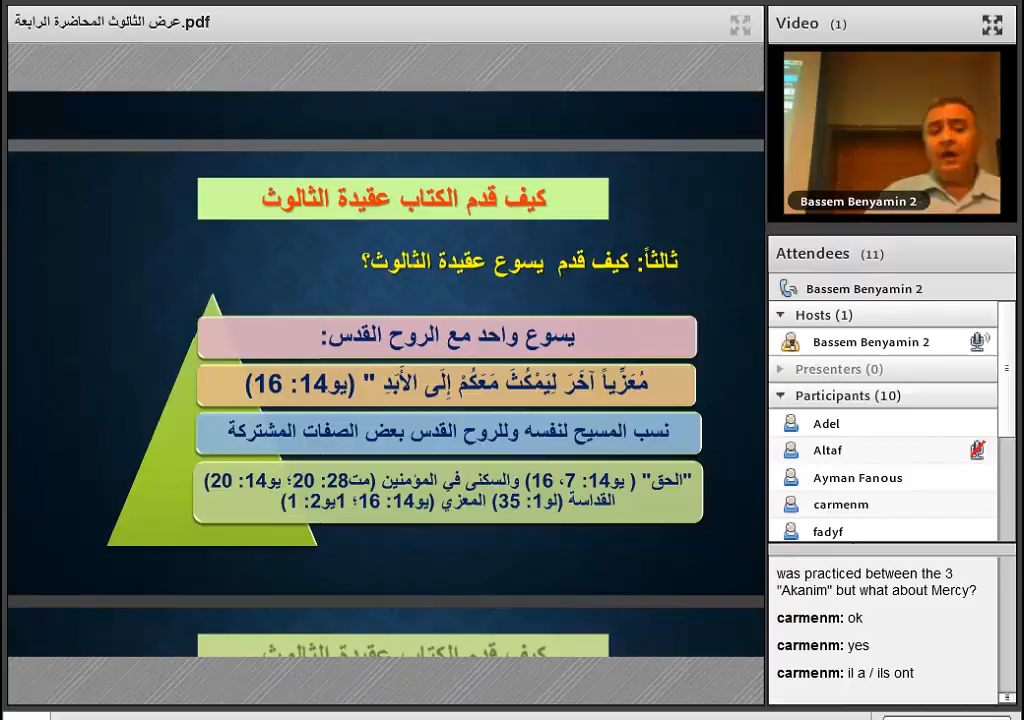 عرض الثالوث المحاضرة الرابعة.pdf
كيف قدم الكتاب عقيدة الثالوث
ثالثاً: كيف قدم يسوع عقيدة الثالوث؟
يسوع واحد مع الروح القدس:
مُعَزِّياً آخَرَ لِيَمْكُثَ مَعَكُمْ إِلَى الأَبَدِ " (يو14: 16)
نسب المسيح لنفسه وللروح القدس بعض الصفات المشتركة
"الحق" ( يو14: 7، 16) والسكنى في المؤمنين (مت28: 20؛ يو14: 20)
القداسة (لو1: 35) المعزي (يو14: 16؛ 1يو2: 1)
كيف قدم الكتاب عقيدة الثالوث
Video (1)
Bassem Benyamin 2
Attendees (11)
Bassem Benyamin 2
Hosts (1)
Bassem Benyamin 2
Presenters (0)
Participants (10)
Adel
Altaf
Ayman Fanous
carmenm
fadyf
was practiced between the 3
"Akanim" but what about Mercy?
carmenm: ok
carmenm: yes
carmenm: il a / ils ont